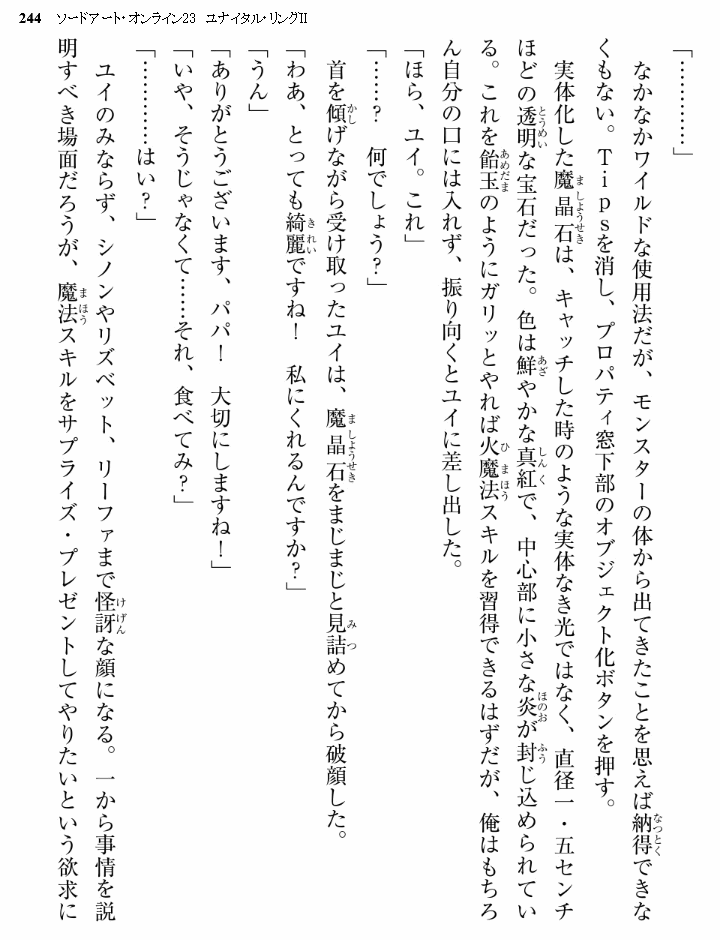 244 ソードアート・オンライン23 ユナイタル・リングⅡ
「…………」
なかなかワイルドな使用法だが、モンスターの体から出てきたことを思えば納得できな
くもない。Tipsを消し、プロパティ窓下部のオブジェクト化ボタンを押す。
実体化した魔晶石は、キャッチした時のような実体なき光ではなく、直径一・五センチ
ほどの透明な宝石だった。色は鮮やかな真紅で、中心部に小さな炎が封じ込められてい
る。これを飴玉のようにガリッとやれば火魔法スキルを習得できるはずだが、俺はもちろ
ん自分の口には入れず、振り向くとユイに差し出した。
「ほら、ユイ。これ」
「……? 何でしょう?」
首を傾げながら受け取ったユイは、魔晶石をまじまじと見詰めてから破顔した。
「わあ、とっても綺麗ですね! 私にくれるんですか?」
「うん」
「ありがとうございます、パパ! 大切にしますね!」
「いや、そうじゃなくて……それ、食べてみ?」
「…………はい?」
ユイのみならず、シノンやリズベット、リーファまで怪訝な顔になる。一から事情を説
明すべき場面だろうが、魔法スキルをサプライズ・プレゼントしてやりたいという欲求に